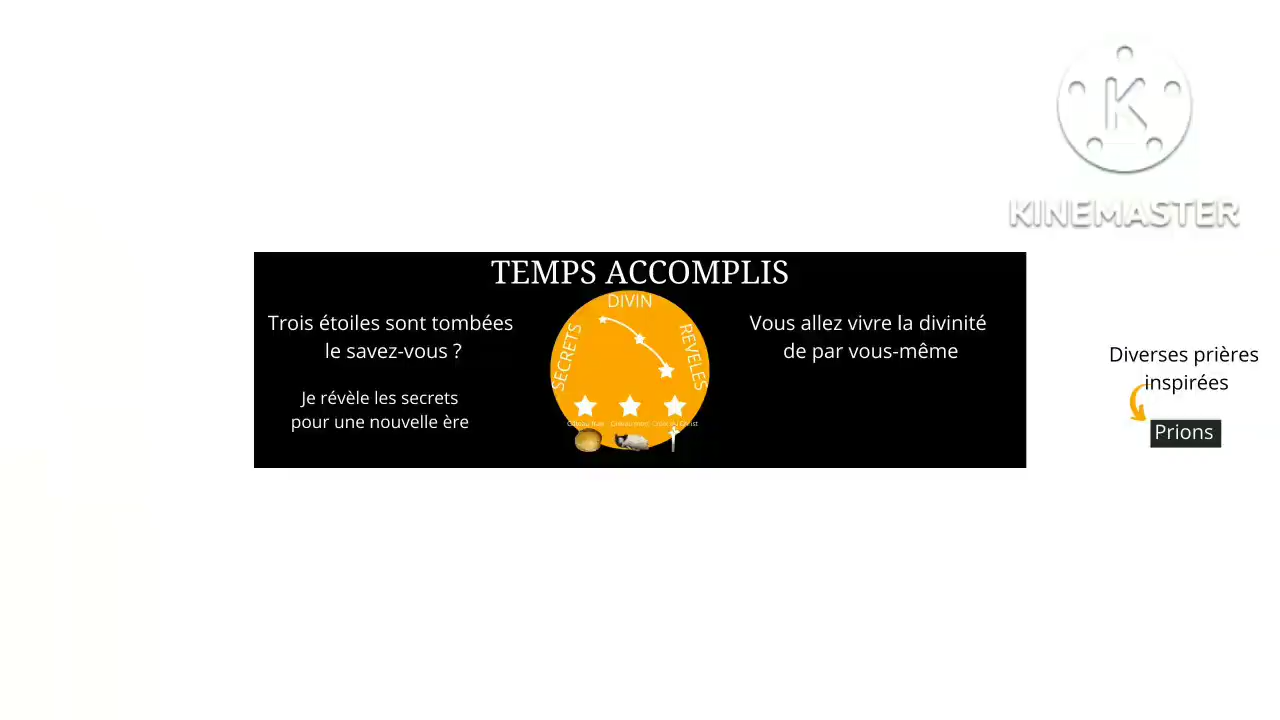 K
KINEMASTER
TEMPS ACCOMPLIS
DIVIN
SECRETS
REVELES
Trois étoiles sont tombées
le savez-vous ?
Je révèle les secrets
pour une nouvelle ère
Vous allez vivre la divinité
de par vous-même
Diverses prières
inspirées
Prions